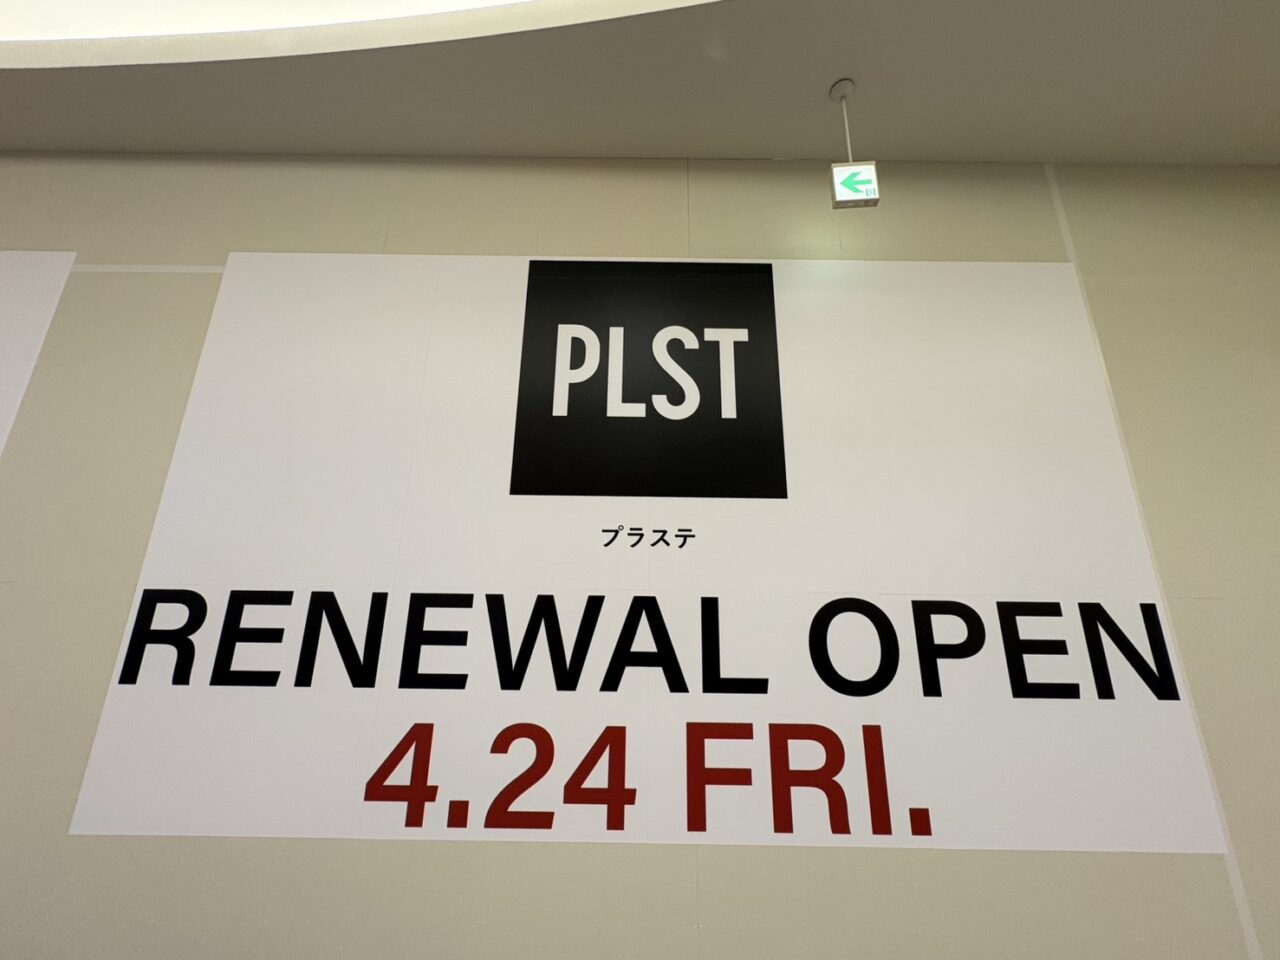 PLST
プラステ
RENEWAL OPEN
4.24 FRI.